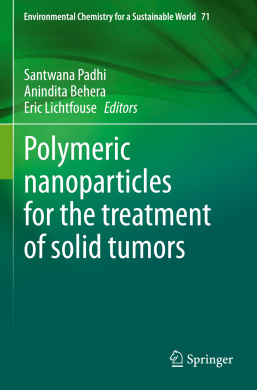 Environmental Chemistry for a Sustainable World 71
Santwana Padhi
Anindita Behera
Eric Lichtfouse Editors
Polymeric
nanoparticles
for the treatment
of solid tumors
Springer